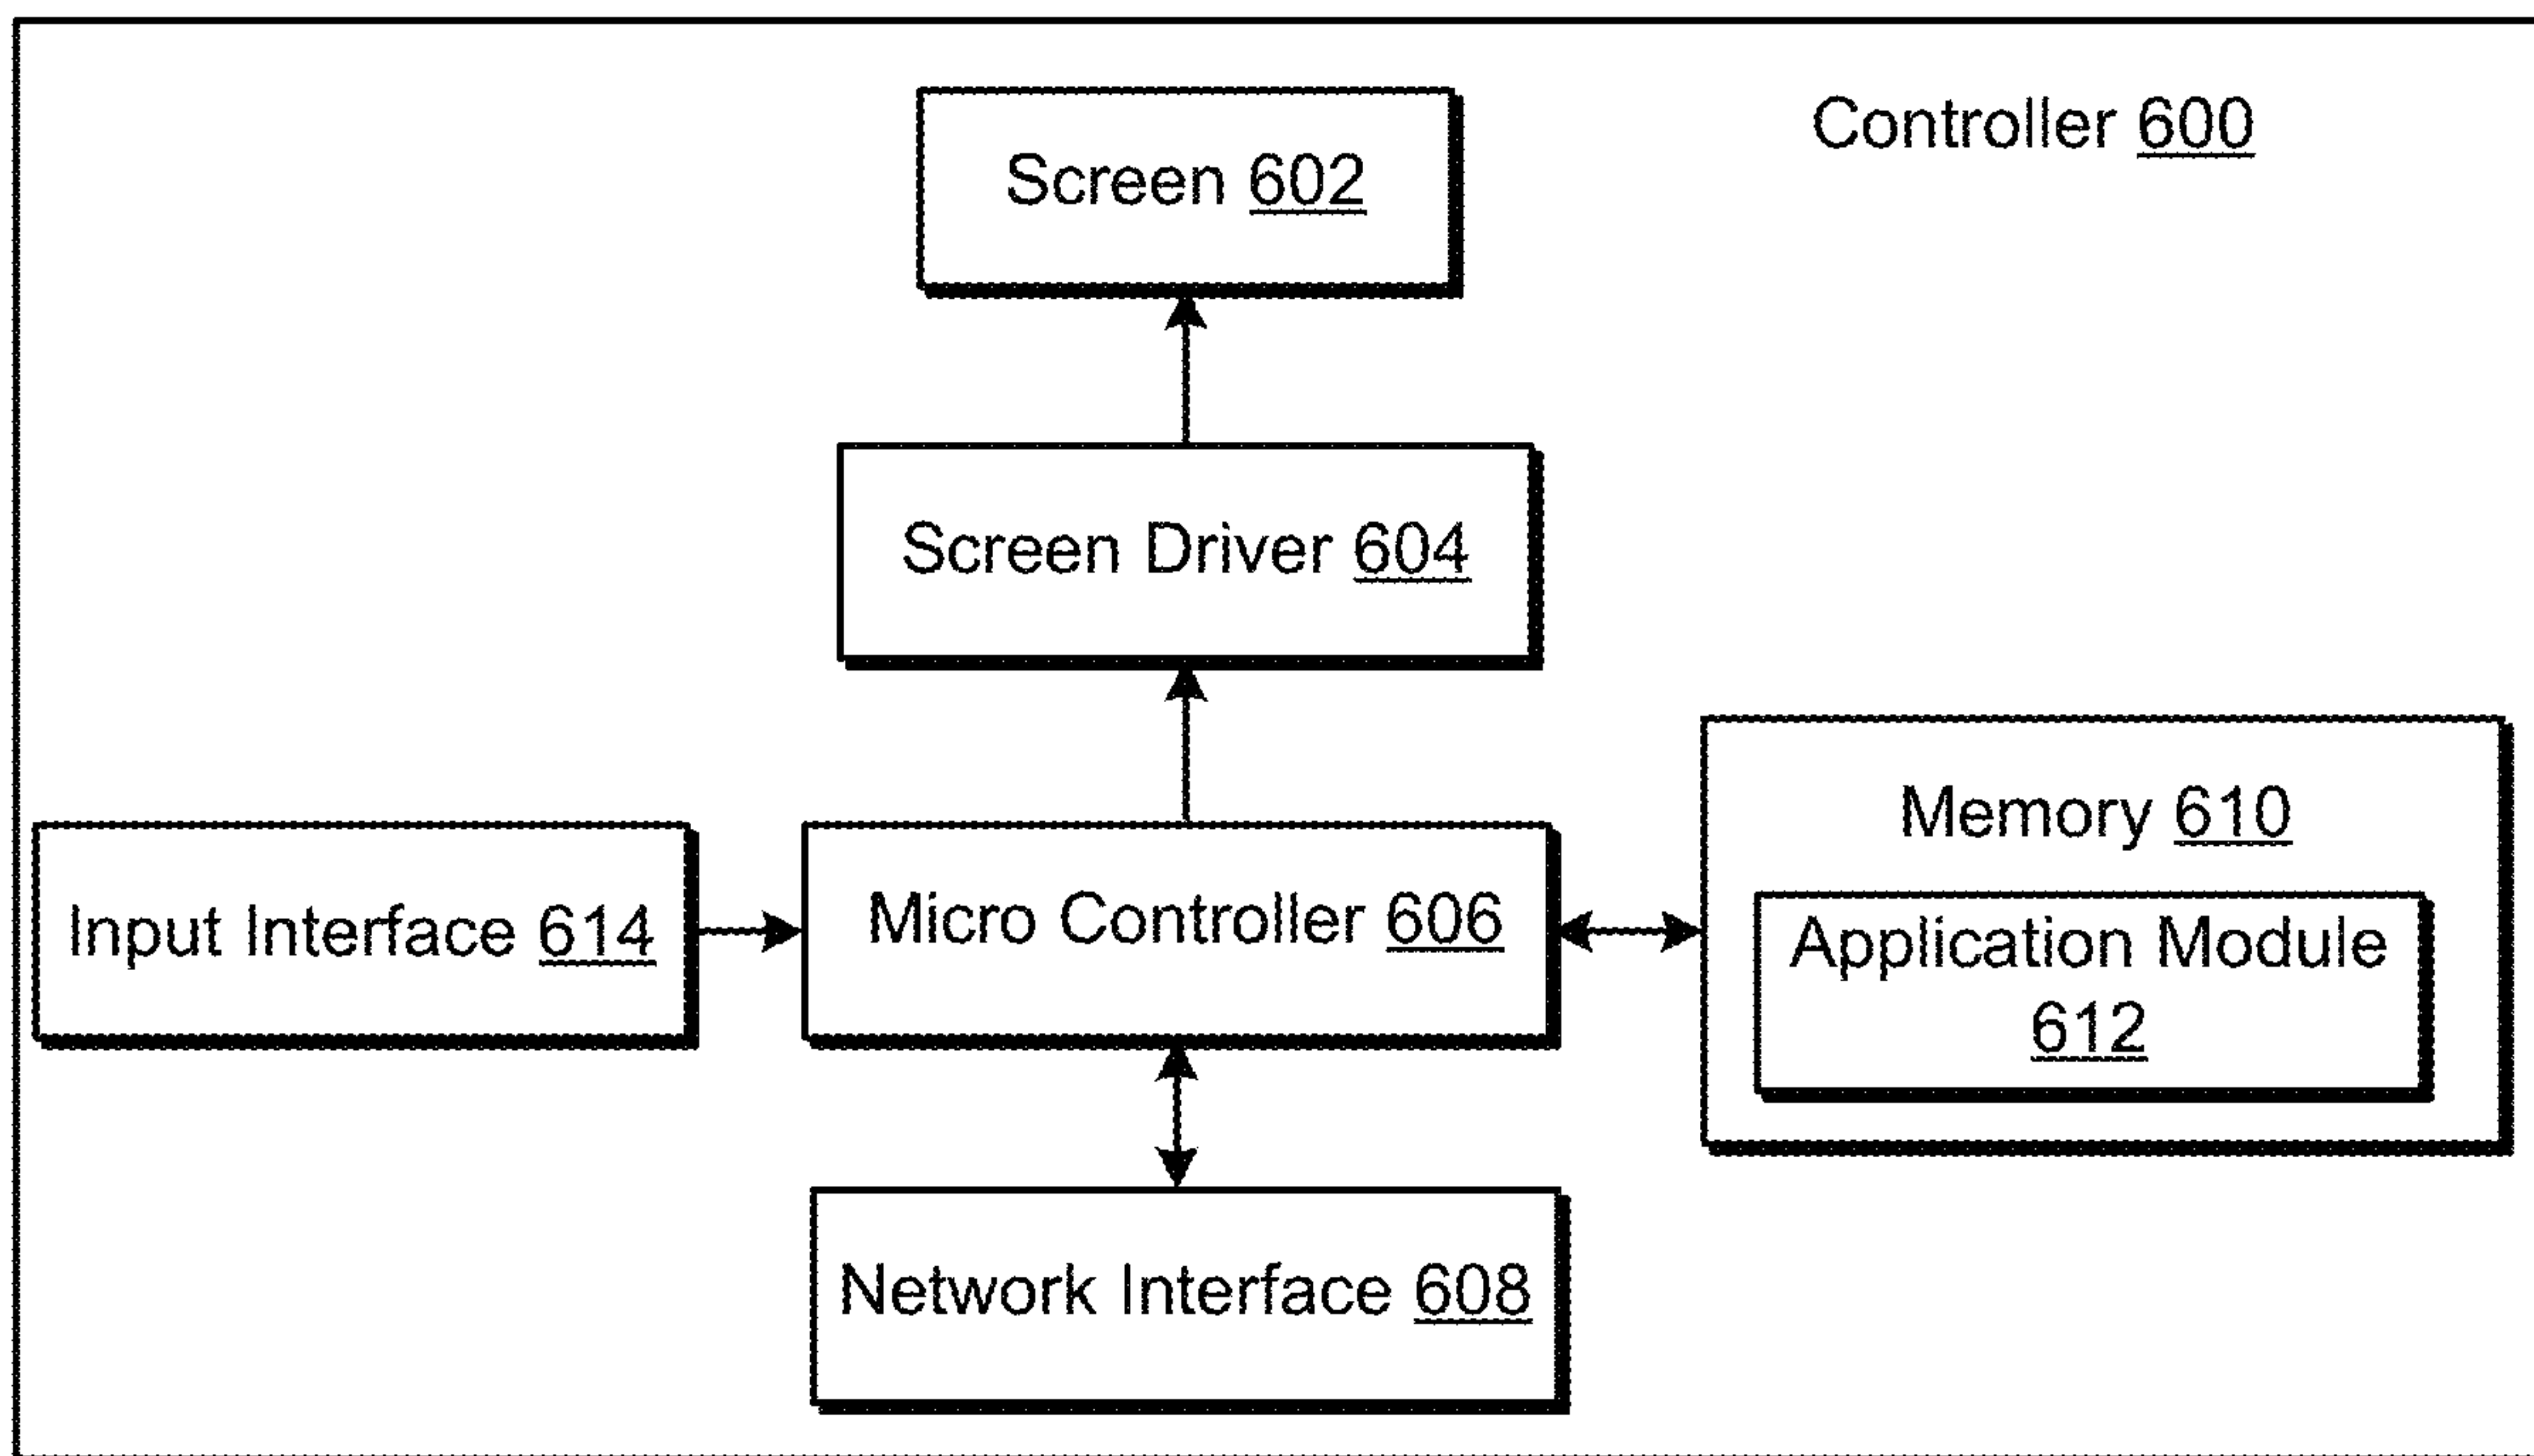 Controller 600
Screen 602
Screen Driver 604
Memory 610
Input Interface 614
Micro Controller 606
Application Module
612
Network Interface 608